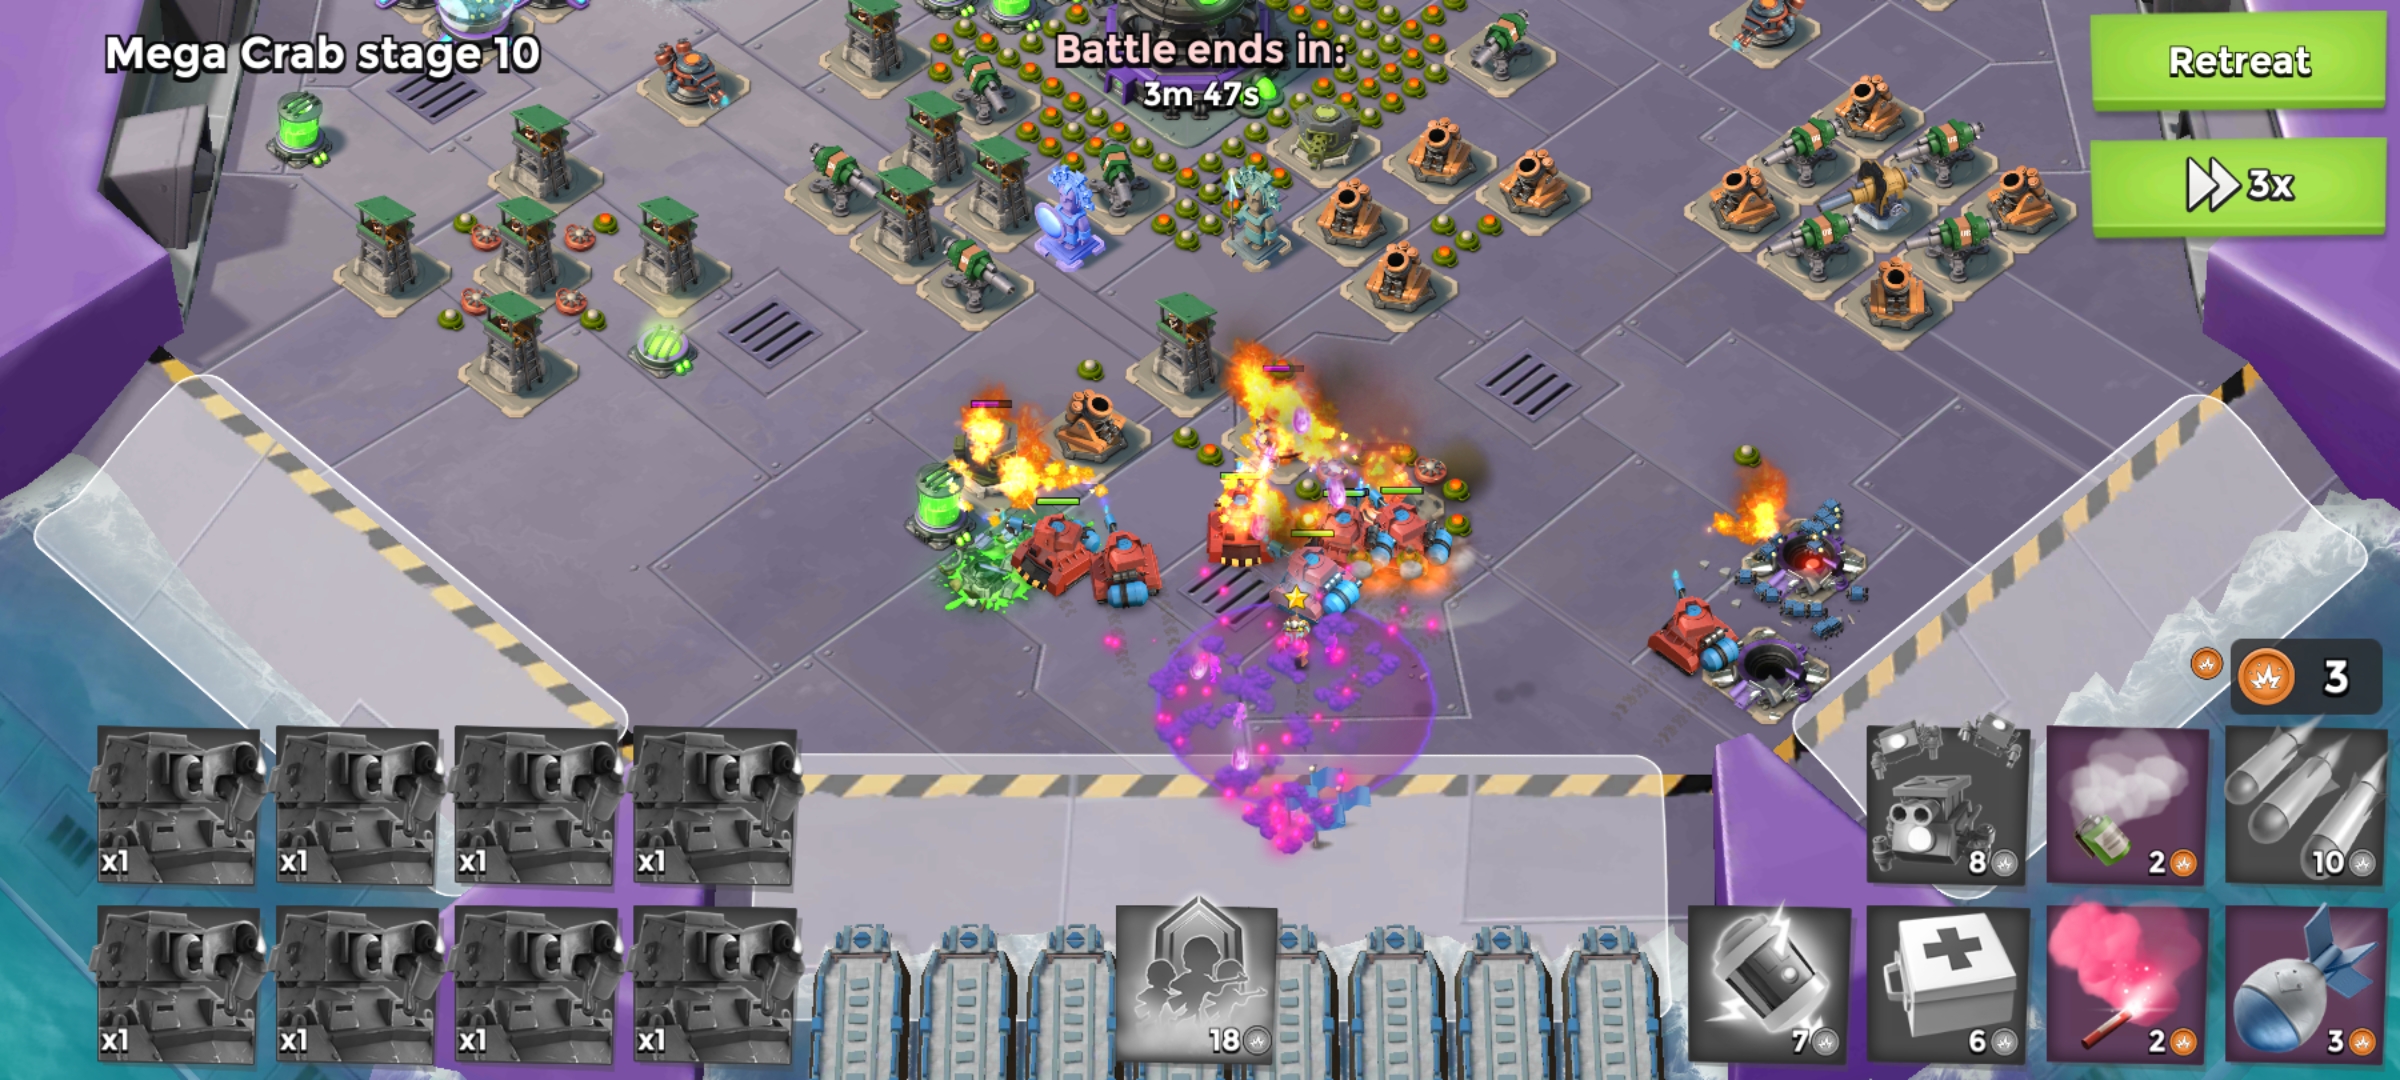 Mega Crab stage 10
Battle ends in:
3m 47s
Retreat
3x
3
x1
x1
x1
x1
8
2
10
x1
x1
x1
x1
18
7
6
2
3